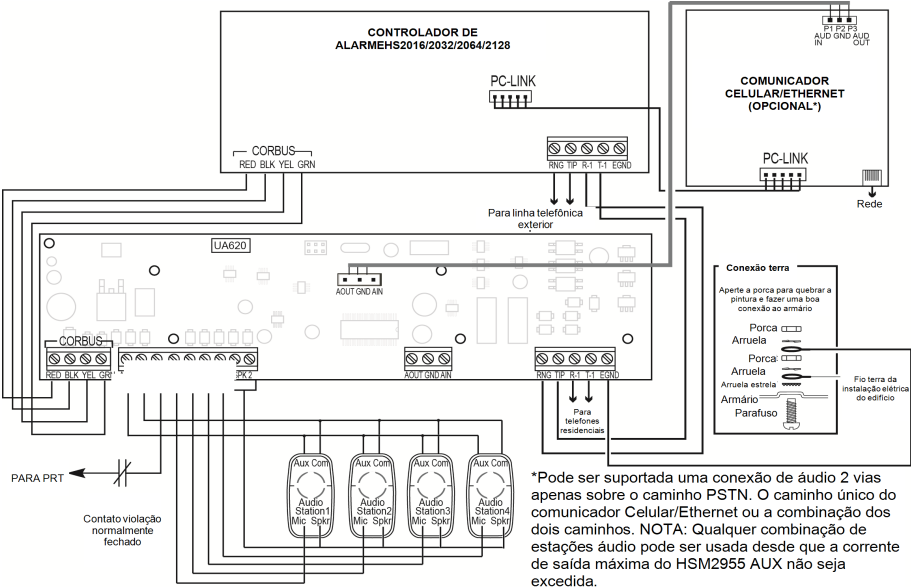 CONTROLADOR DE
ALARMEHS2016/2032/2064/2128
PC-LINK
CORBUS
RED BLK YEL GRN
RNG TIP R-1 T-1 EGND
Para linha telefônica
exterior
P1 P2 P3
AUD GND AUD
IN OUT
COMUNICADOR
CELULAR/ETHERNET
(OPCIONAL*)
PC-LINK
Rede
UA620
AOUT GND AIN
CORBUS
RED BLK YEL GRN
SPK 2
AOUT GND AIN
RNG TIP R-1 T-1 EGND
Para
telefones
residenciais
Conexão terra
Aperte a porca para quebrar a
pintura e fazer uma boa
conexão ao armário
Porca
Arruela
Porca:
Arruela
Arruela estrela
Armário
Parafuso
Fio terra da
instalação elétrica
do edifício
PARA PRT
Contato violação
normalmente
fechado
Aux Com
Audio
Station1
Mic Spkr
Aux Com
Audio
Station2
Mic Spkr
Aux Com
Audio
Station3
Mic Spkr
Aux Com
Audio
Station4
Mic Spkr
*Pode ser suportada uma conexão de áudio 2 vias
apenas sobre o caminho PSTN. O caminho único do
comunicador Celular/Ethernet ou a combinação dos
dois caminhos. NOTA: Qualquer combinação de
estações áudio pode ser usada desde que a corrente
de saída máxima do HSM2955 AUX não seja
excedida.